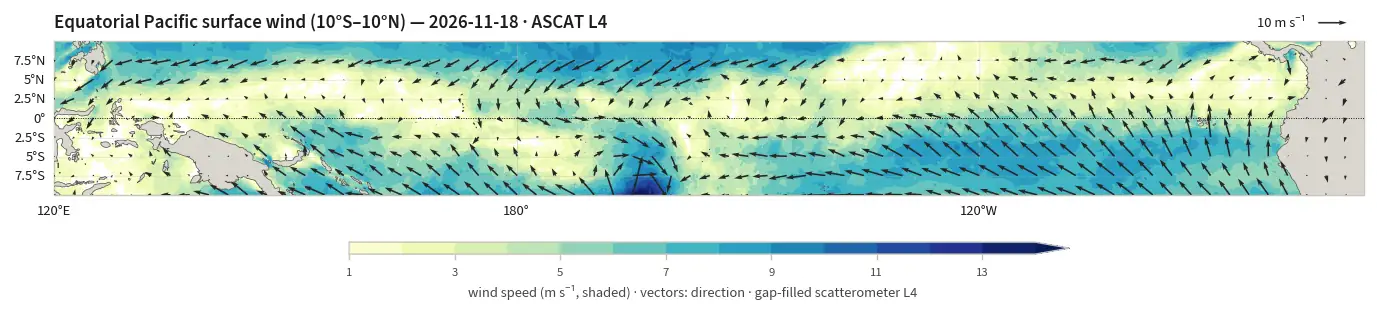 Equatorial Pacific surface wind (10°S–10°N) — 2026-11-18 · ASCAT L4
10 m s⁻¹
7.5°N
5°N
2.5°N
0°
2.5°S
5°S
7.5°S
120°E 180° 120°W
1 3 5 7 9 11 13
wind speed (m s⁻¹, shaded) · vectors: direction · gap-filled scatterometer L4